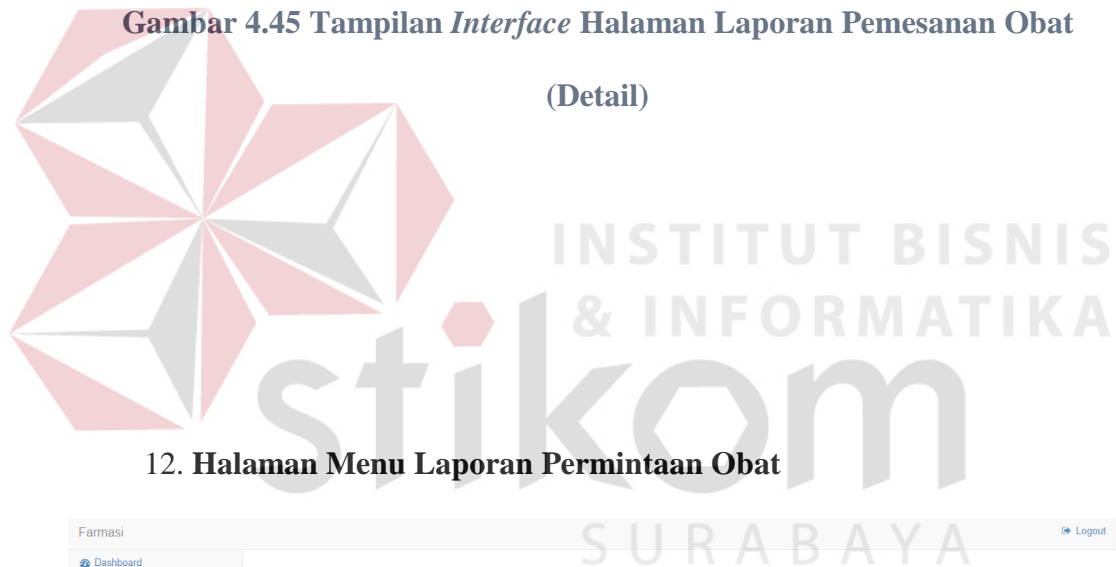 Gambar 4.45 Tampilan Interface Halaman Laporan Pemesanan Obat
(Detail)
INSTITUT BISNIS
& INFORMATIKA
stikom
SURABAYA
12. Halaman Menu Laporan Permintaan Obat
Farmasi
Logout
Dashboard